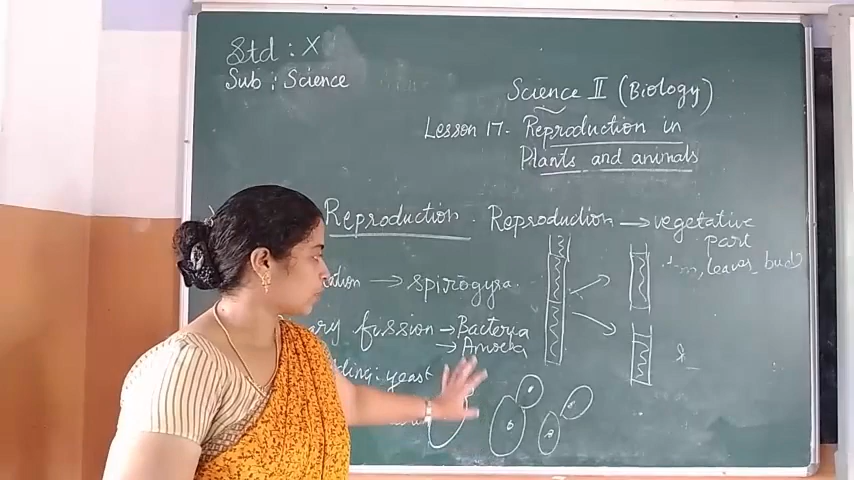 Std : X
Sub : Science
Science II (Biology)
Lesson 17. Reproduction in
Plants and animals
Reproduction. Reproduction → vegetative
part
leaves, bud
→ spirogyra.
fission → Bacteria
→ Amoeba
: yeast